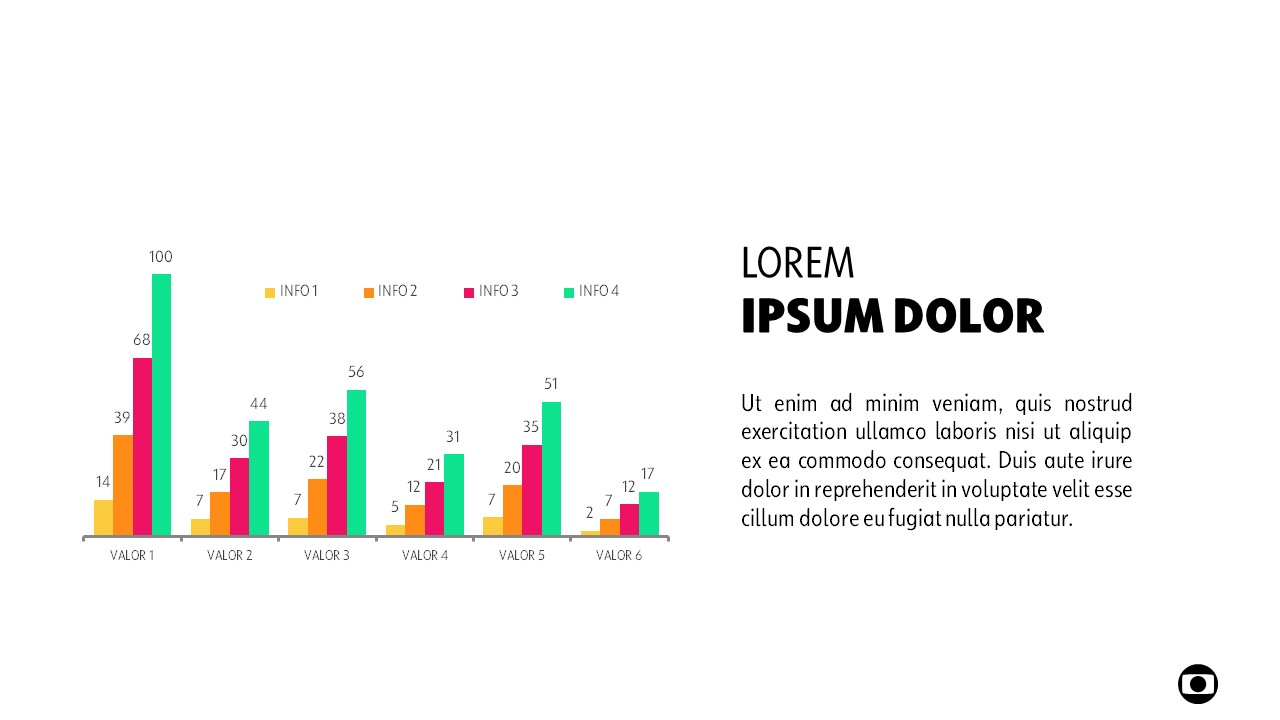 100
INFO 1 INFO 2 INFO 3 INFO 4
68
56
51
44
39
38
35
30
31
22
21
20
17
17
14
12
12
7
7
7
7
5
2
VALOR 1 VALOR 2 VALOR 3 VALOR 4 VALOR 5 VALOR 6
LOREM
IPSUM DOLOR
Ut enim ad minim veniam, quis nostrud
exercitation ullamco laboris nisi ut aliquip
ex ea commodo consequat. Duis aute irure
dolor in reprehenderit in voluptate velit esse
cillum dolore eu fugiat nulla pariatur.